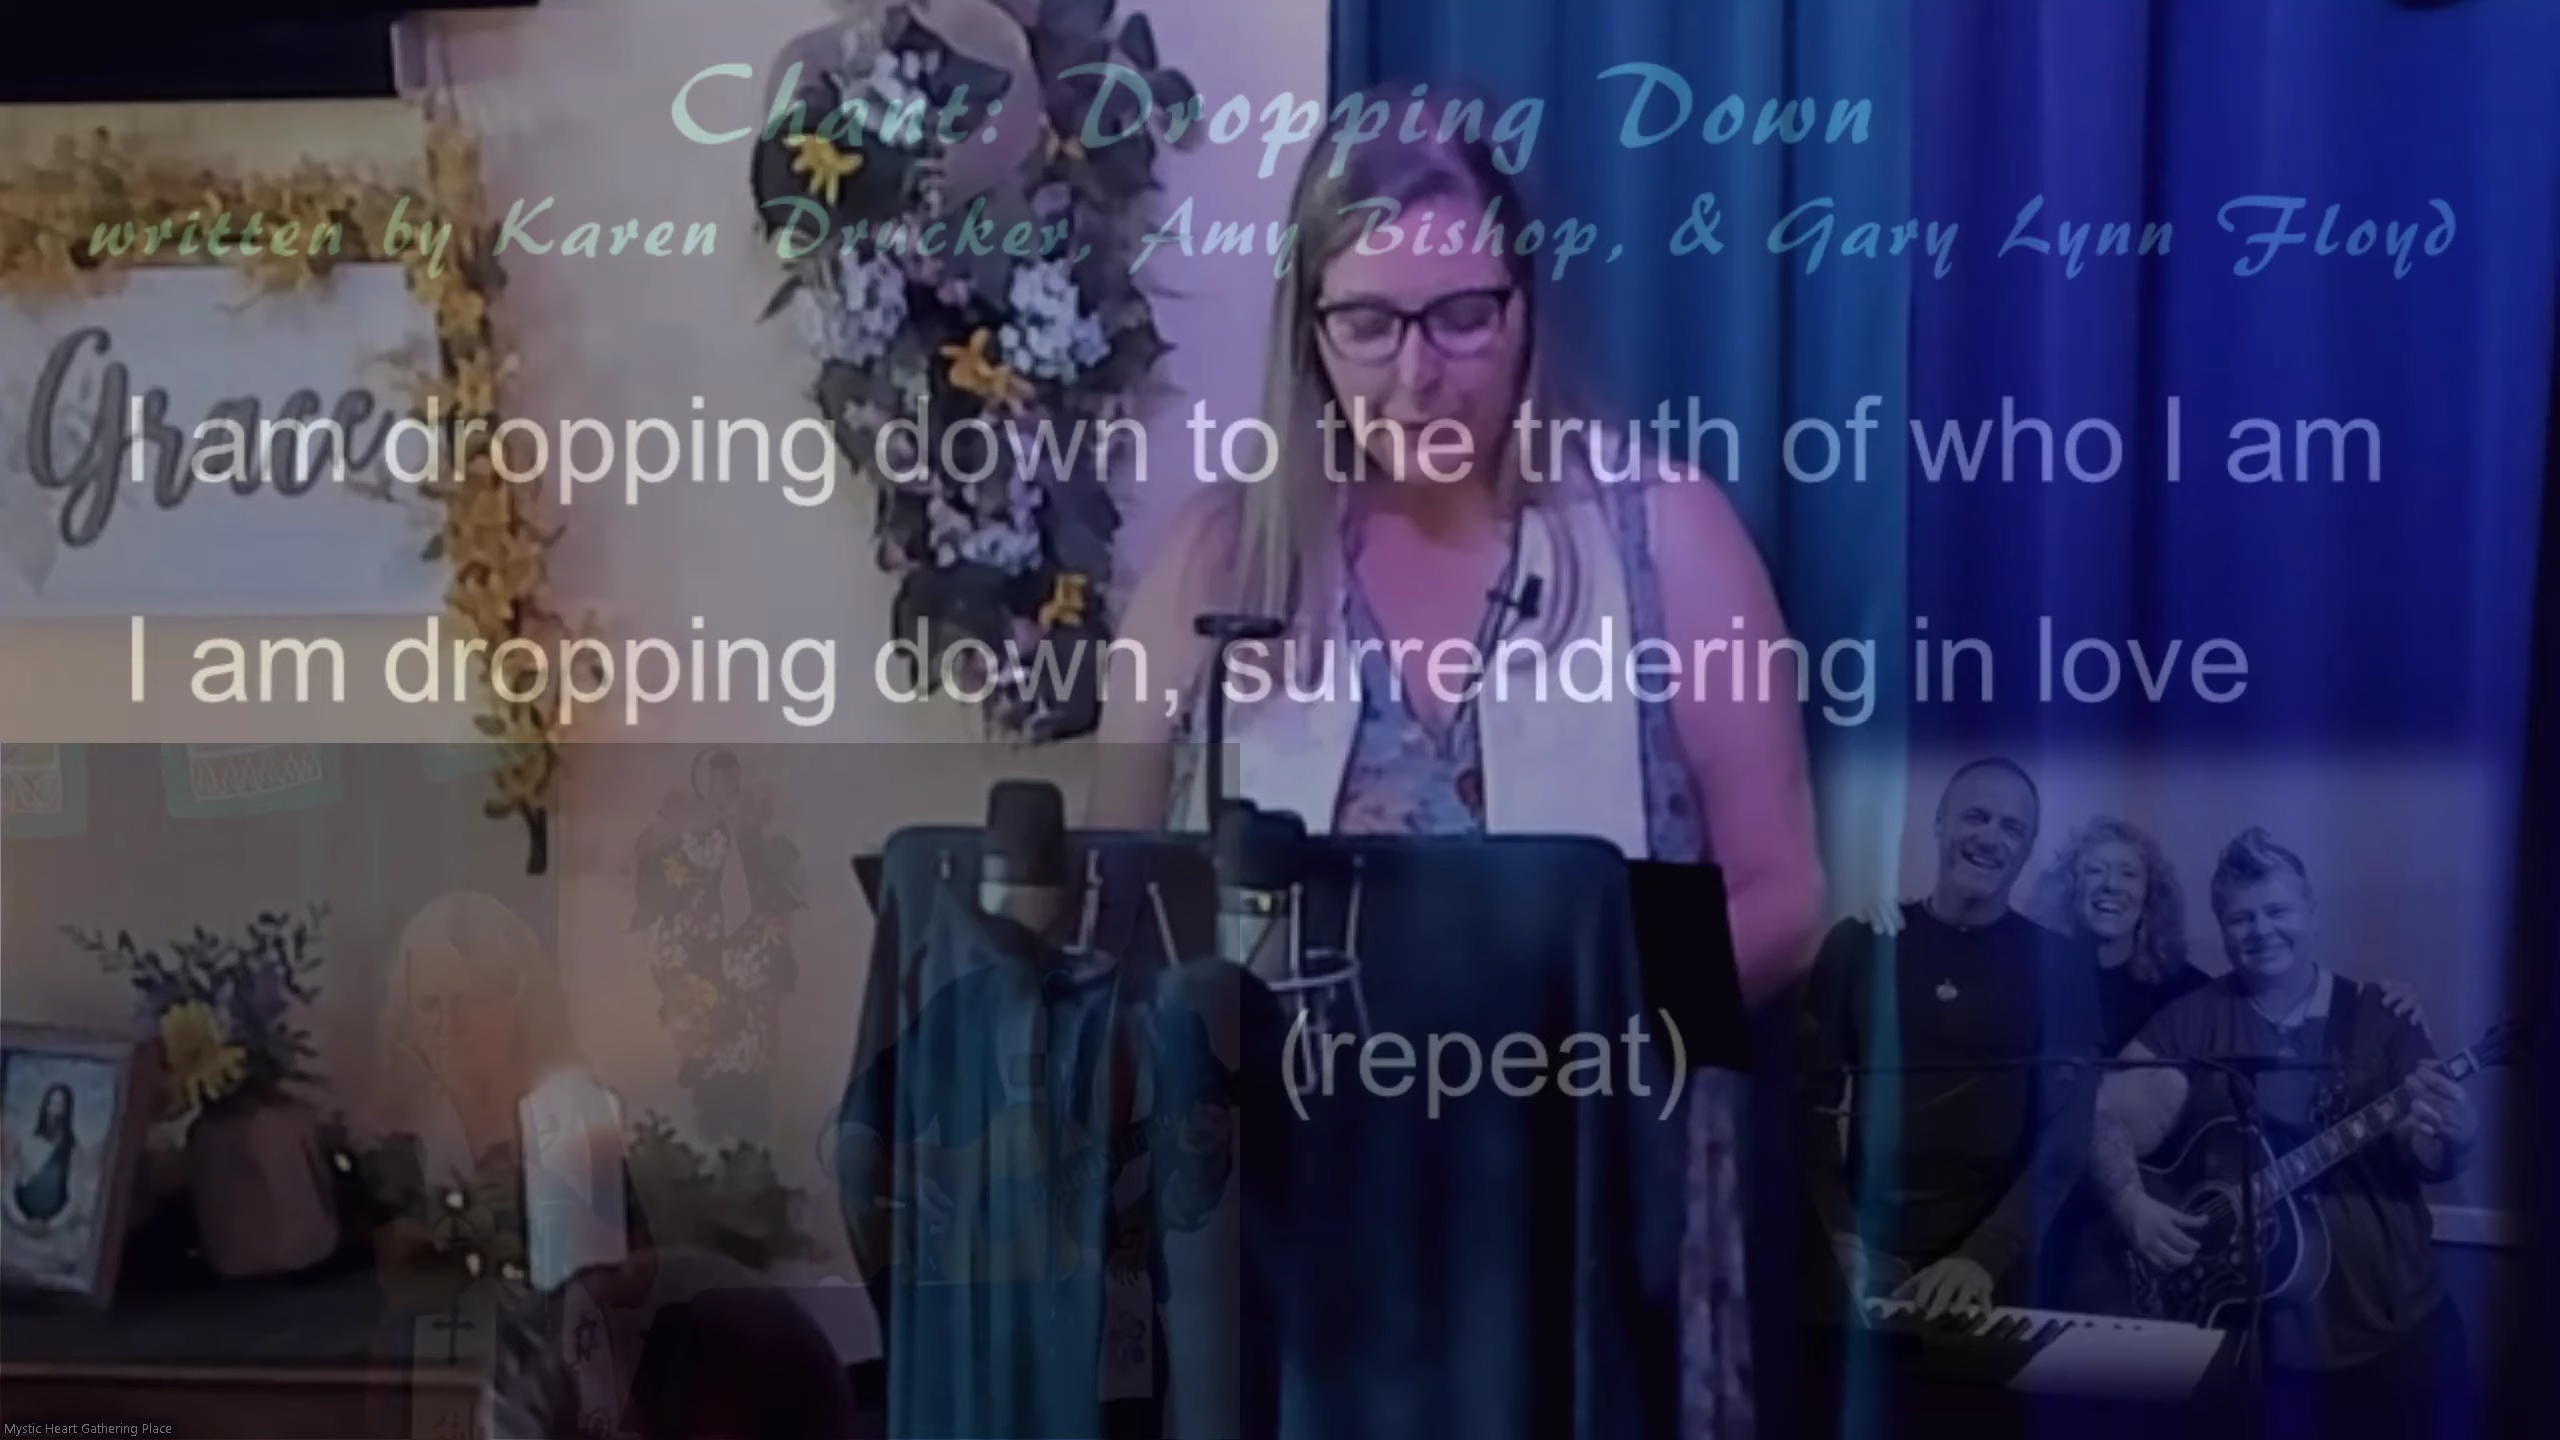 Chant: Dropping Down
written by Karen Drucker, Amy Bishop, & Gary Lynn Floyd
Grace
I am dropping down to the truth of who I am
I am dropping down, surrendering in love
(repeat)
Mystic Heart Gathering Place